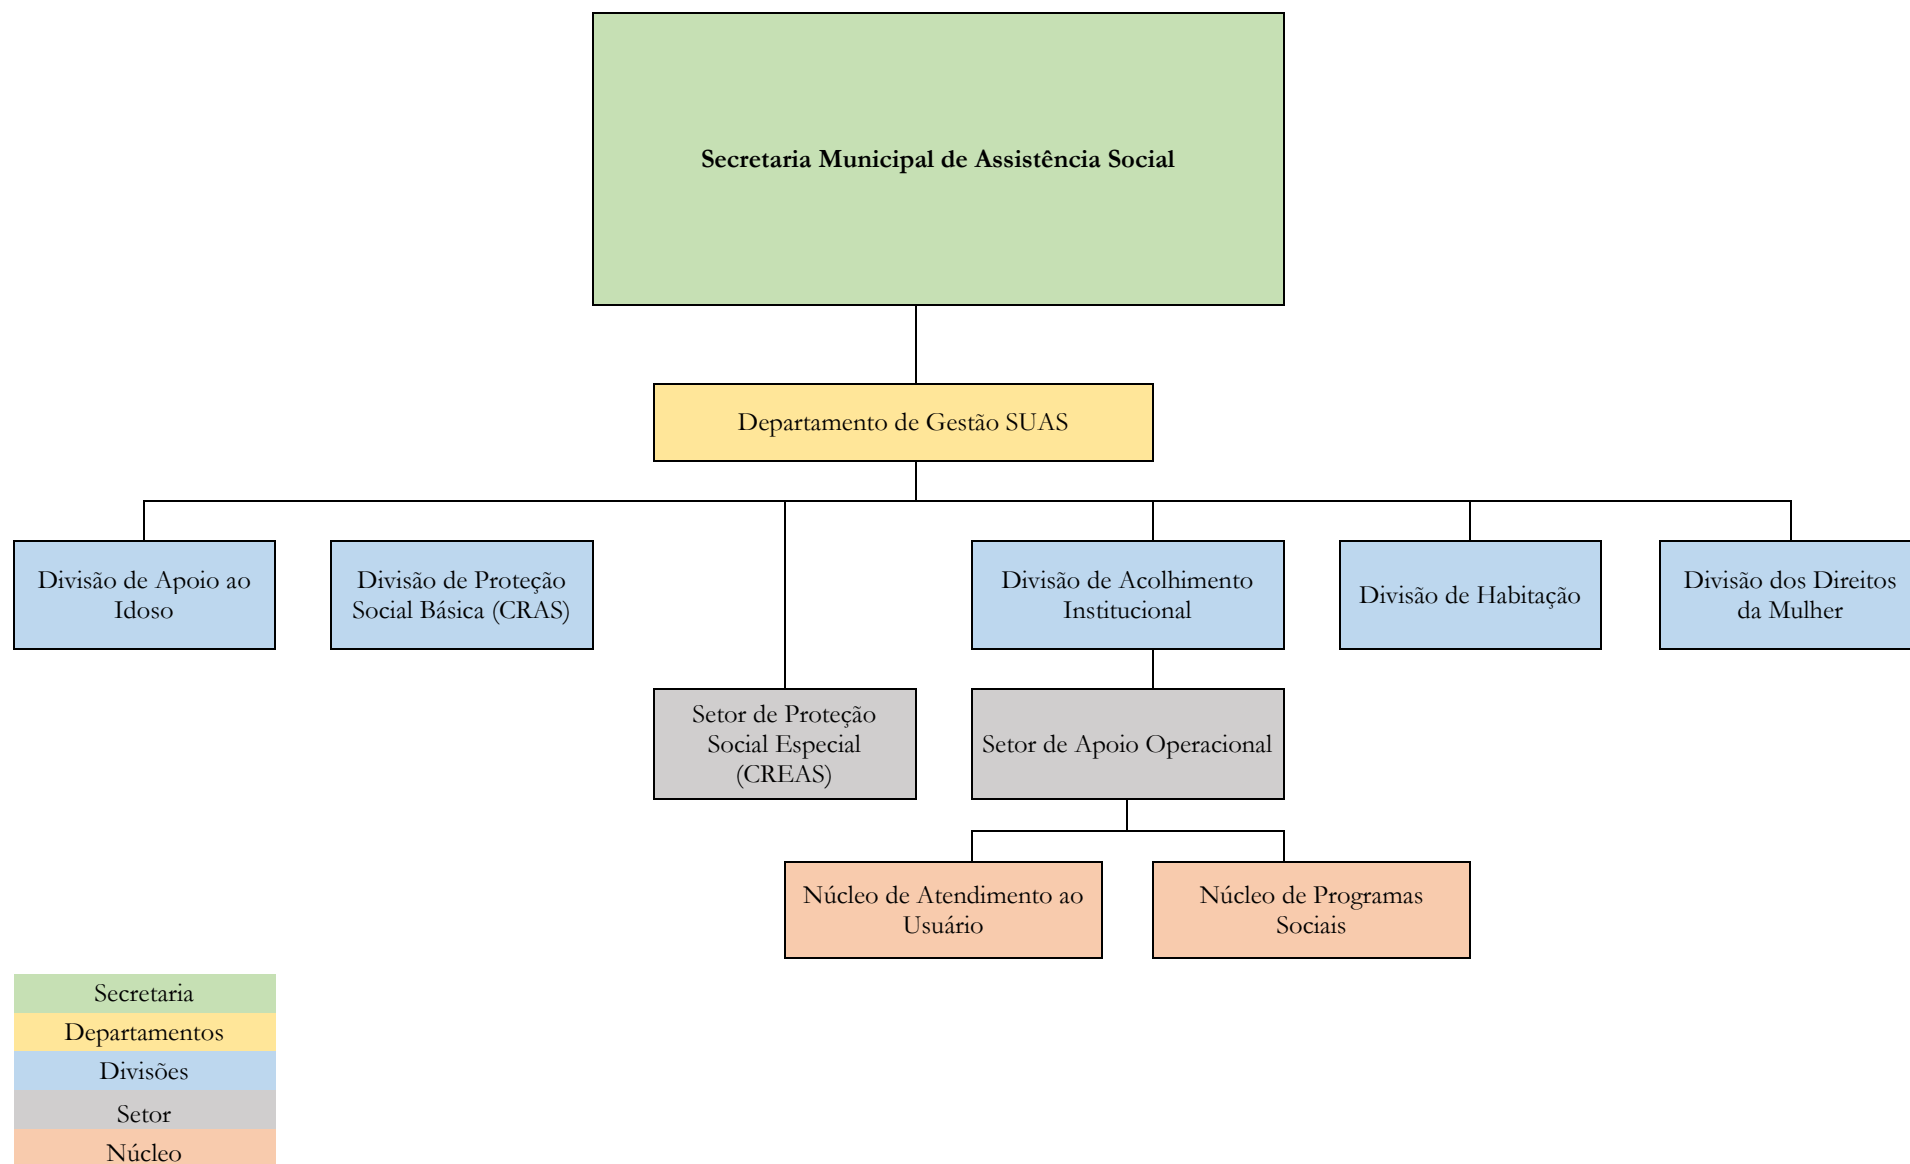 Secretaria Municipal de Assistência Social
Departamento de Gestão SUAS
Divisão de Apoio ao
Idoso
Divisão de Proteção
Social Básica (CRAS)
Divisão de Acolhimento
Institucional
Divisão de Habitação
Divisão dos Direitos
da Mulher
Setor de Proteção
Social Especial
(CREAS)
Setor de Apoio Operacional
Núcleo de Atendimento ao
Usuário
Núcleo de Programas
Sociais
Secretaria
Departamentos
Divisões
Setor
Núcleo